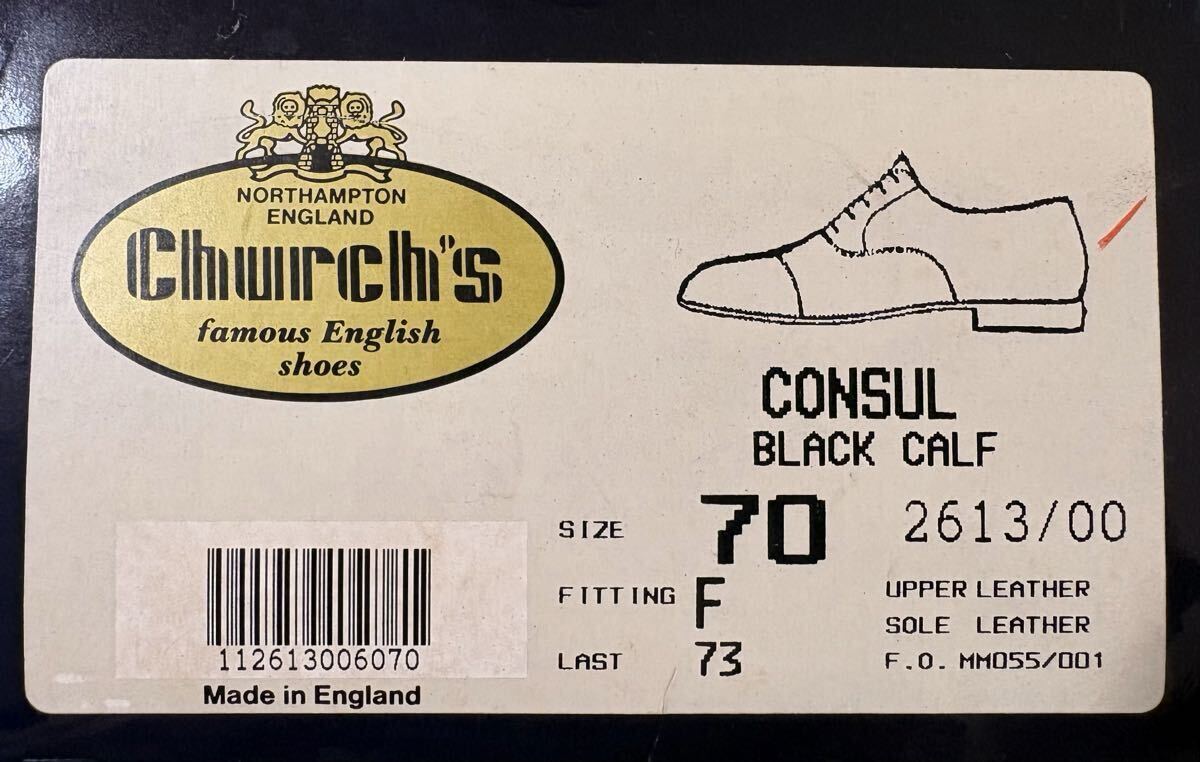 NORTHAMPTON
ENGLAND
Church's
famous English
shoes
CONSUL
BLACK CALF
SIZE 70 2613/00
FITTING F UPPER LEATHER
SOLE LEATHER
LAST 73 F.O. MM055/001
112613006070
Made in England